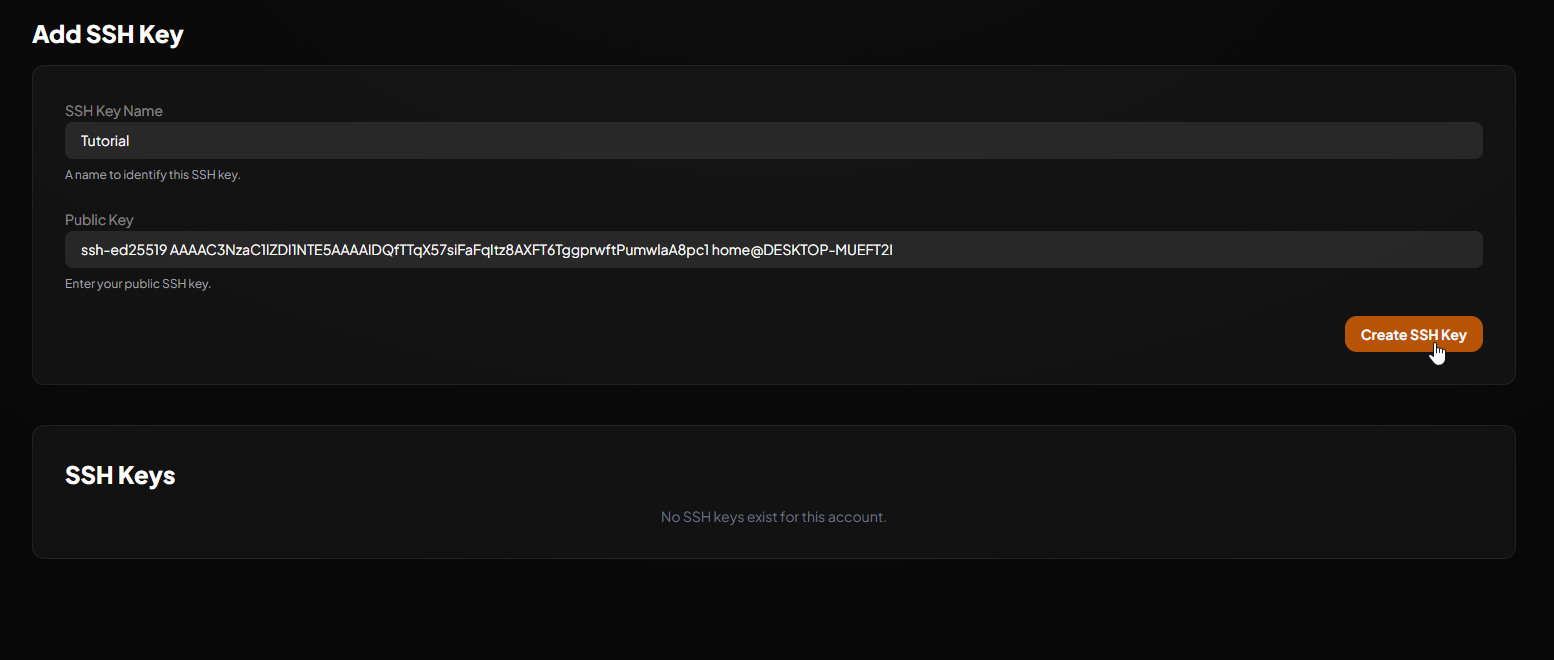 Add SSH Key
SSH Key Name
Tutorial
A name to identify this SSH key.
Public Key
ssh-ed25519 AAAAC3NzaC1lZDI1NTE5AAAAIDQfTTqX57siFaFqItz8AXFT6TggprwftPumwlaA8pc1 home@DESKTOP-MUEFT2I
Enter your public SSH key.
Create SSH Key
SSH Keys
No SSH keys exist for this account.